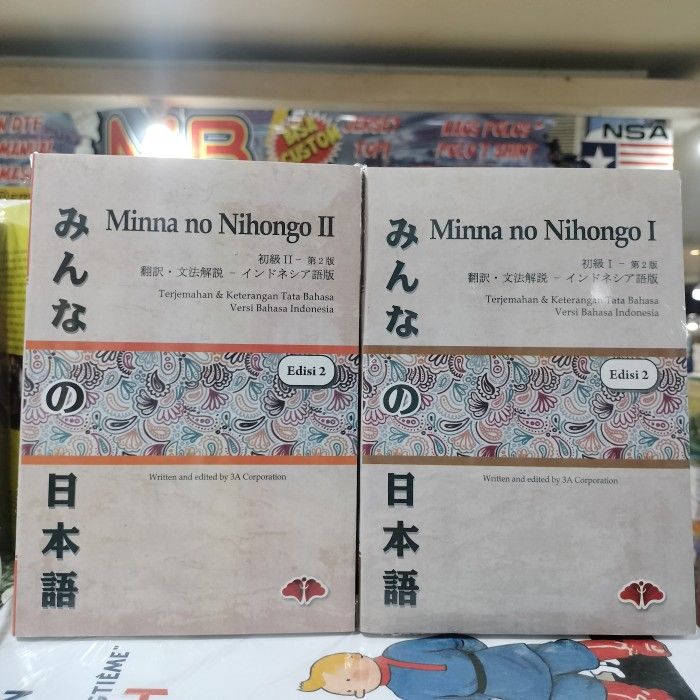 BISA
CUSTOM
NSA
みんなの日本語
Minna no Nihongo II
初級 II - 第2版
翻訳・文法解説 - インドネシア語版
Terjemahan & Keterangan Tata Bahasa
Versi Bahasa Indonesia
Edisi 2
Written and edited by 3A Corporation
みんなの日本語
Minna no Nihongo I
初級 I - 第2版
翻訳・文法解説 - インドネシア語版
Terjemahan & Keterangan Tata Bahasa
Versi Bahasa Indonesia
Edisi 2
Written and edited by 3A Corporation